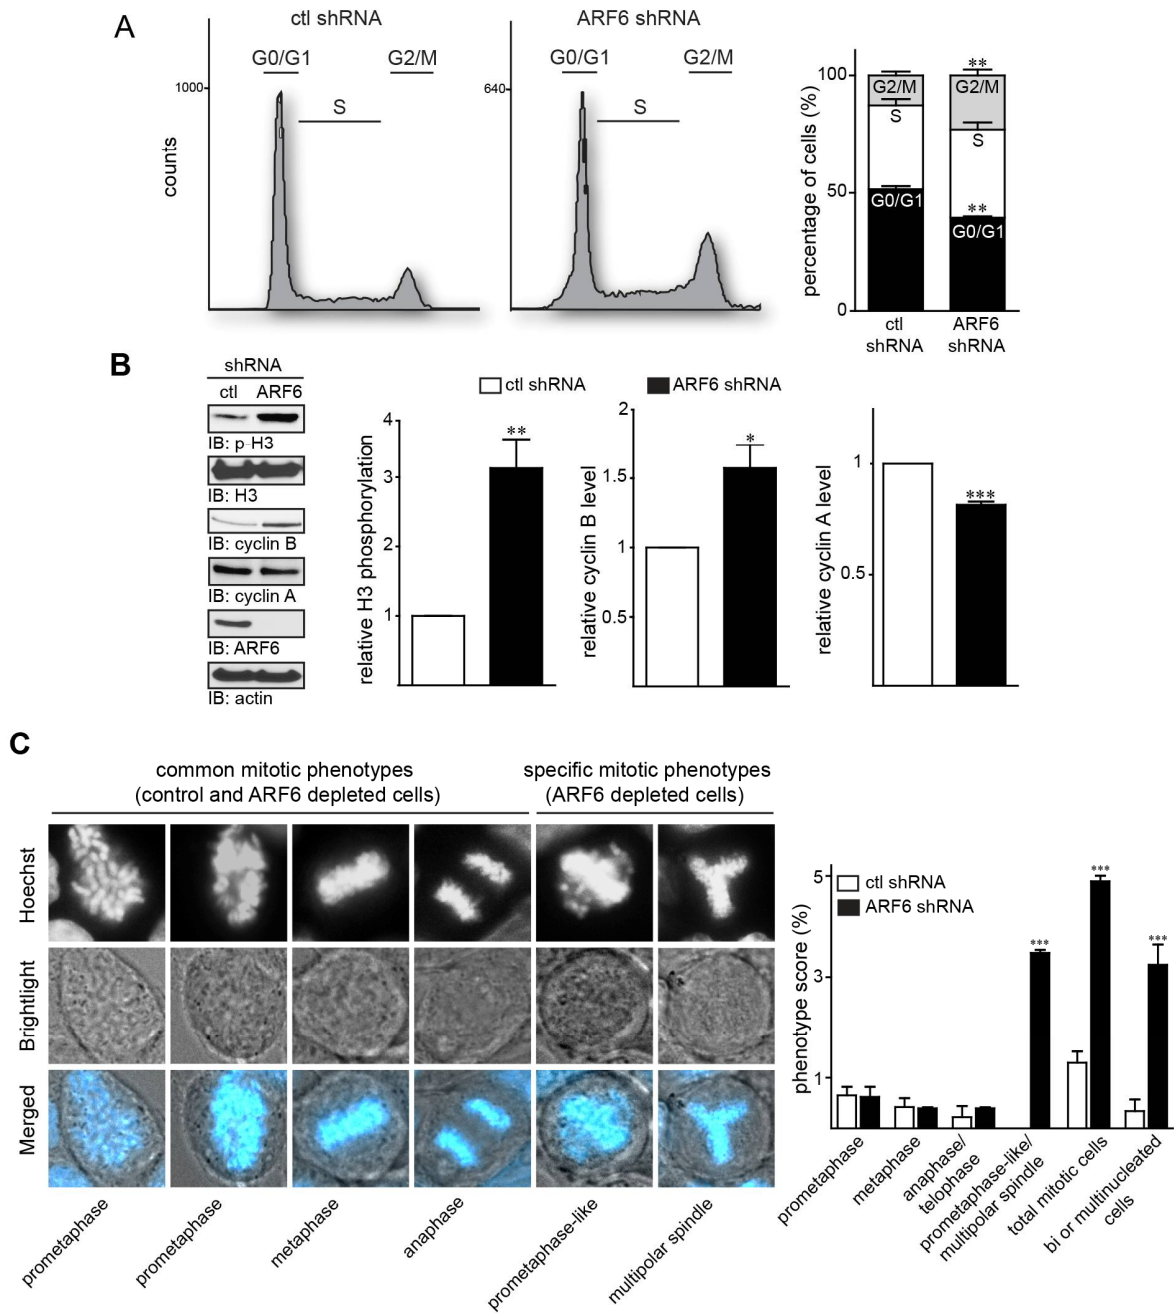 A
ctl shRNA
G0/G1
G2/M
S
1000
counts
ARF6 shRNA
G0/G1
G2/M
S
640
percentage of cells (%)
100
50
0
G2/M
S
G0/G1
**
G2/M
S
**
G0/G1
ctl
shRNA
ARF6
shRNA
B
shRNA
ctl ARF6
IB: p-H3
IB: H3
IB: cyclin B
IB: cyclin A
IB: ARF6
IB: actin
ctl shRNA
ARF6 shRNA
relative H3 phosphorylation
4
3
2
1
**
relative cyclin B level
2
1.5
1
0.5
*
relative cyclin A level
1
0.5
***
C
common mitotic phenotypes
(control and ARF6 depleted cells)
specific mitotic phenotypes
(ARF6 depleted cells)
Hoechst
Brightlight
Merged
prometaphase
prometaphase
metaphase
anaphase
prometaphase-like
multipolar spindle
phenotype score (%)
5
3
1
ctl shRNA
ARF6 shRNA
***
***
***
prometaphase
metaphase
anaphase/
telophase
prometaphase-like/
multipolar spindle
total mitotic cells
bi or multinucleated
cells